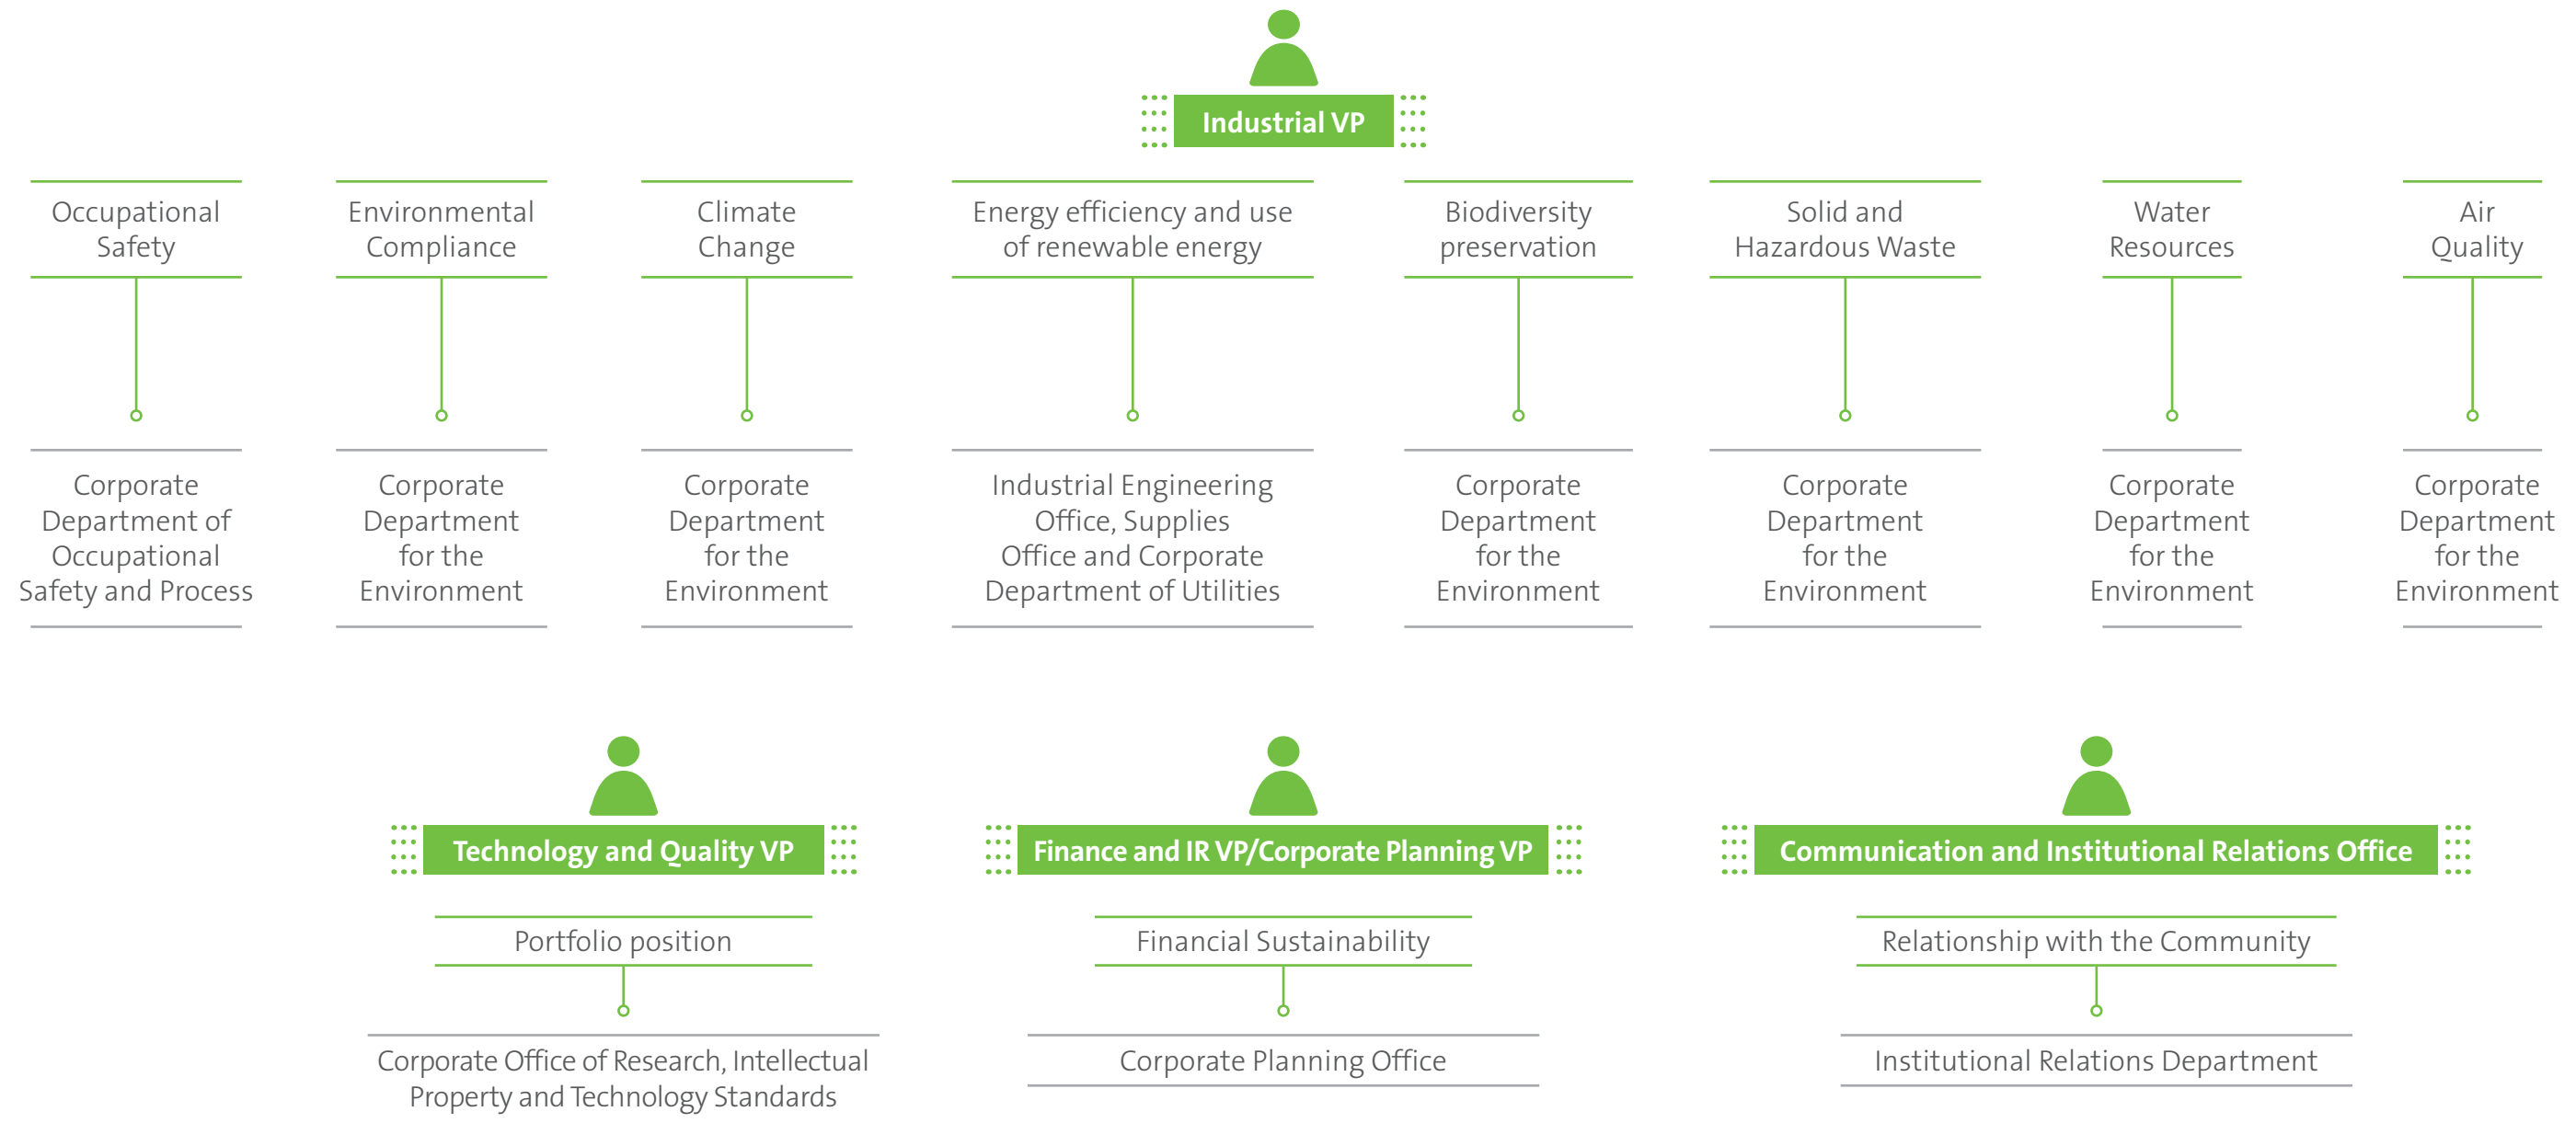 Industrial VP
Occupational
Safety
Environmental
Compliance
Climate
Change
Energy efficiency and use
of renewable energy
Biodiversity
preservation
Solid and
Hazardous Waste
Water
Resources
Air
Quality
Corporate
Department of
Occupational
Safety and Process
Corporate
Department
for the
Environment
Corporate
Department
for the
Environment
Industrial Engineering
Office, Supplies
Office and Corporate
Department of Utilities
Corporate
Department
for the
Environment
Corporate
Department
for the
Environment
Corporate
Department
for the
Environment
Corporate
Department
for the
Environment
Technology and Quality VP
Portfolio position
Corporate Office of Research, Intellectual
Property and Technology Standards
Finance and IR VP/Corporate Planning VP
Financial Sustainability
Corporate Planning Office
Communication and Institutional Relations Office
Relationship with the Community
Institutional Relations Department